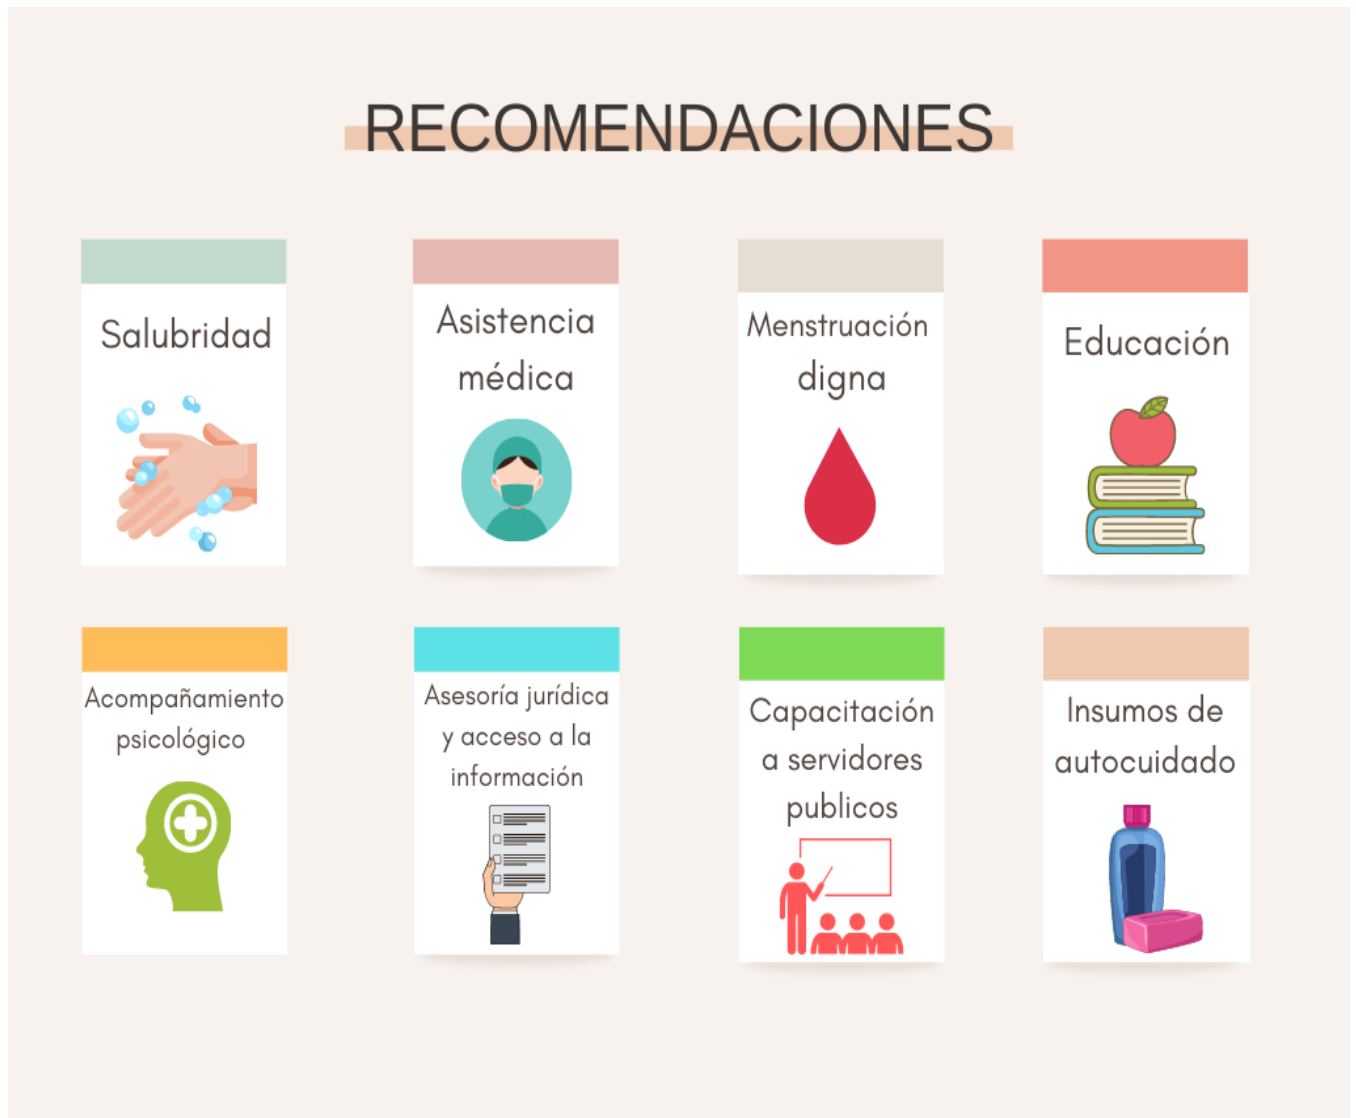 RECOMENDACIONES
Salubridad
Asistencia
médica
Menstruación
digna
Educación
Acompañamiento
psicológico
Asesoría jurídica
y acceso a la
información
Capacitación
a servidores
publicos
Insumos de
autocuidado